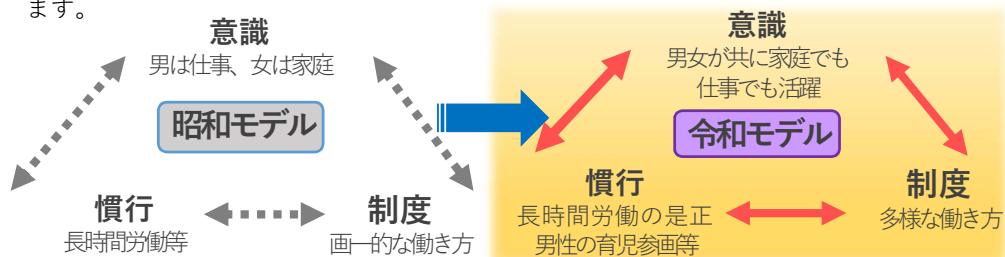 ます。
意識
男は仕事、女は家庭
昭和モデル
慣行
長時間労働等
制度
画一的な働き方
意識
男女が共に家庭でも
仕事でも活躍
令和モデル
慣行
長時間労働の是正
男性の育児参画等
制度
多様な働き方